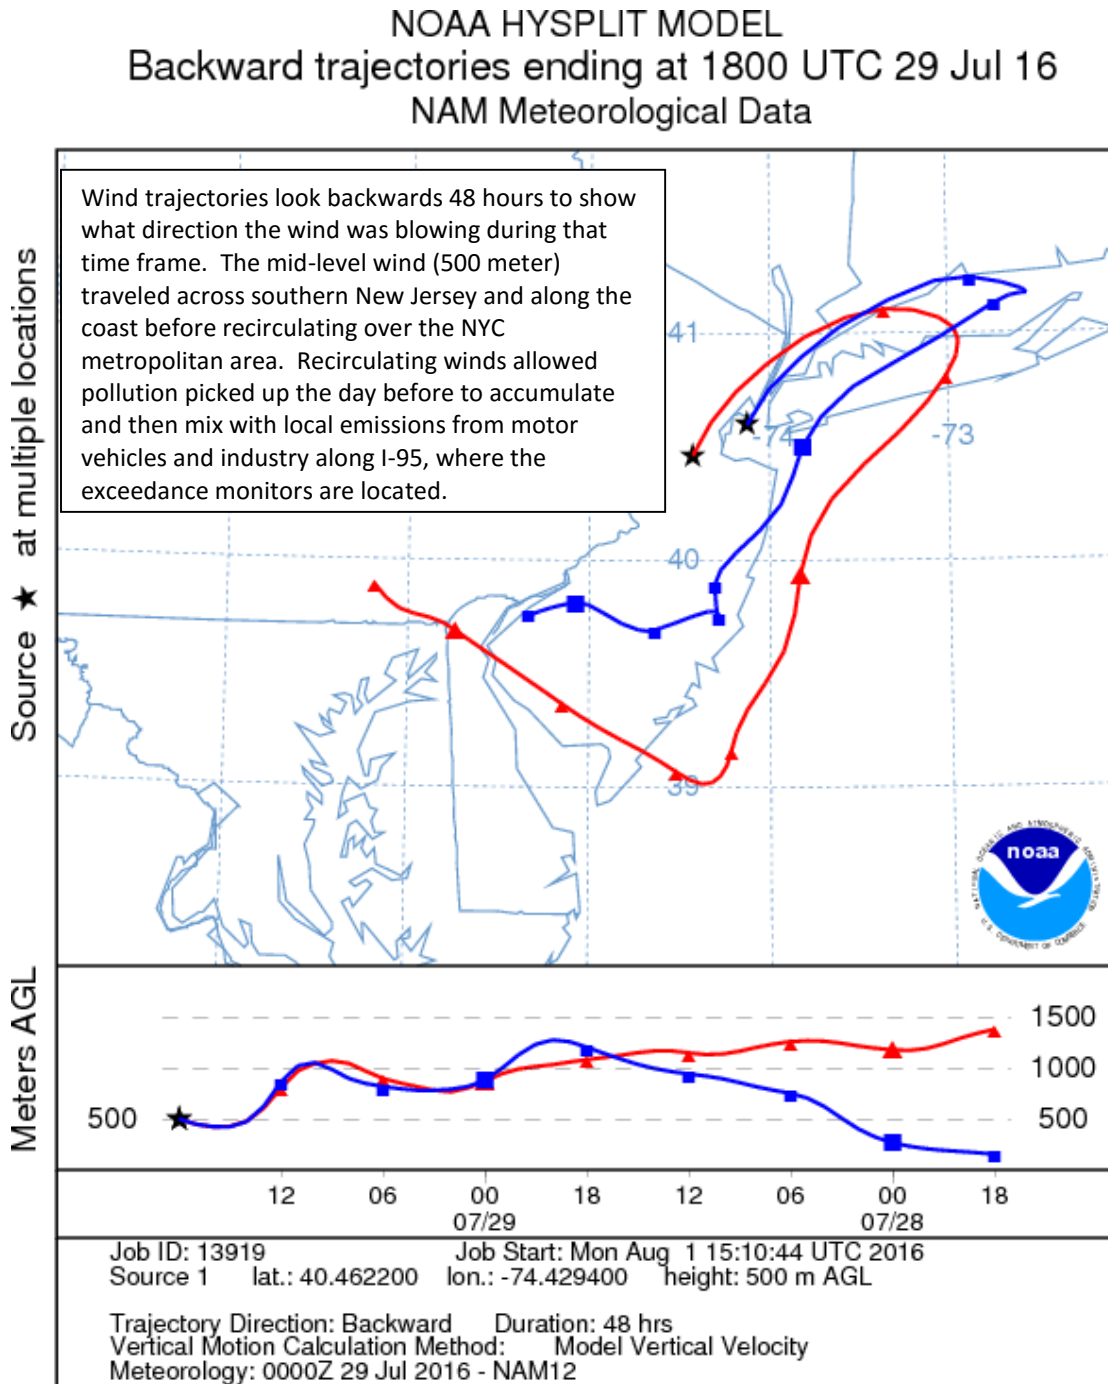 NOAA HYSPLIT MODEL
Backward trajectories ending at 1800 UTC 29 Jul 16
NAM Meteorological Data
Source ★ at multiple locations
Wind trajectories look backwards 48 hours to show
what direction the wind was blowing during that
time frame.  The mid-level wind (500 meter)
traveled across southern New Jersey and along the
coast before recirculating over the NYC
metropolitan area.  Recirculating winds allowed
pollution picked up the day before to accumulate
and then mix with local emissions from motor
vehicles and industry along I-95, where the
exceedance monitors are located.
41
-74
-73
40
39
NATIONAL OCEANIC AND ATMOSPHERIC ADMINISTRATION
noaa
U.S. DEPARTMENT OF COMMERCE
Meters AGL
1500
1000
500
500
12 06 00 18 12 06 00 18
07/29 07/28
Job ID: 13919 Job Start: Mon Aug  1 15:10:44 UTC 2016
Source 1 lat.: 40.462200 lon.: -74.429400 height: 500 m AGL
Trajectory Direction: Backward Duration: 48 hrs
Vertical Motion Calculation Method: Model Vertical Velocity
Meteorology: 0000Z 29 Jul 2016 - NAM12